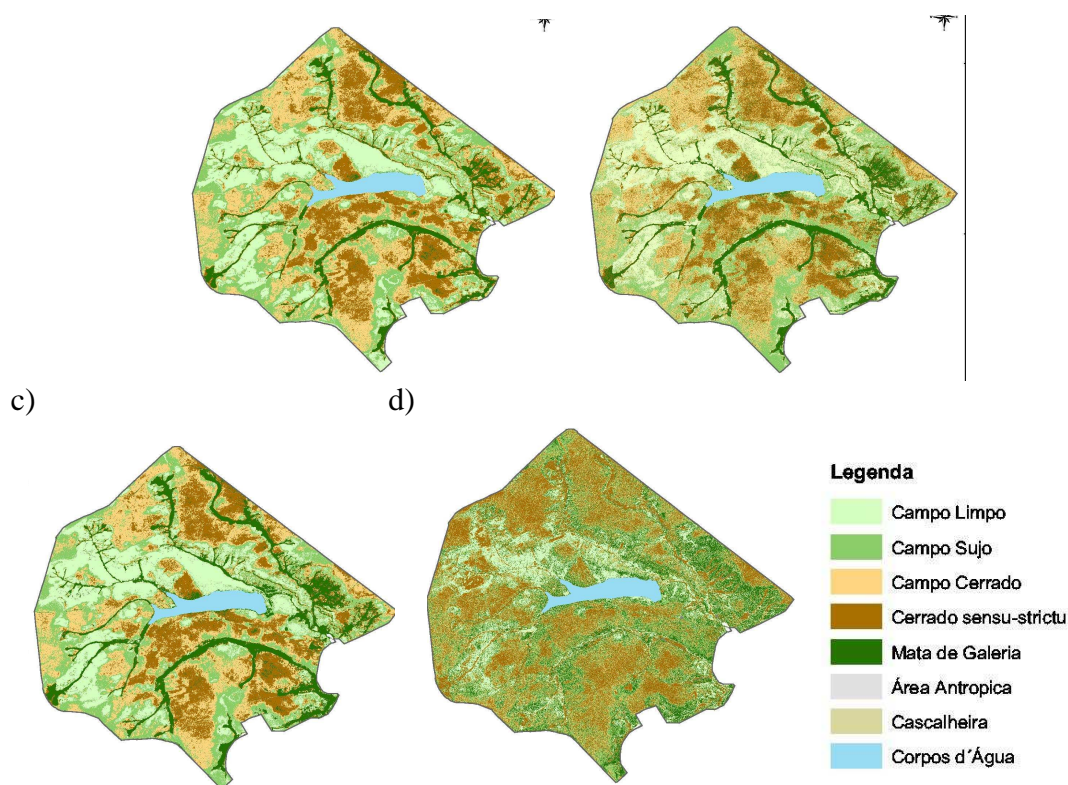 c)
d)
Legenda
Campo Limpo
Campo Sujo
Campo Cerrado
Cerrado sensu-strictu
Mata de Galeria
Área Antropica
Cascalheira
Corpos d´Água